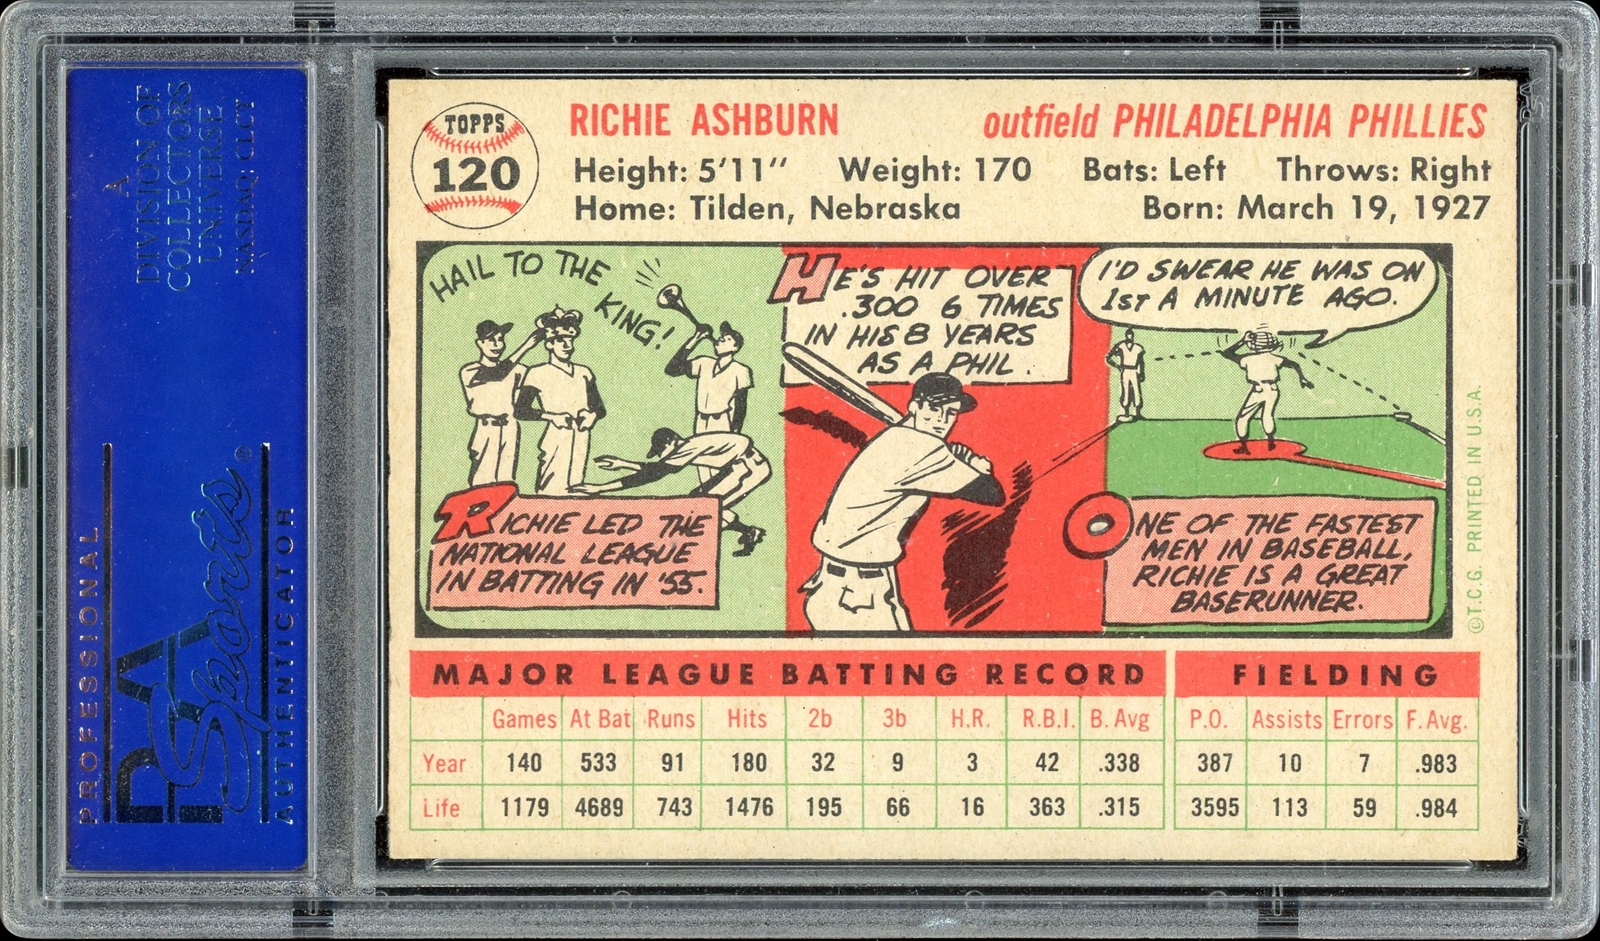 A
DIVISION OF
COLLECTORS
UNIVERSE
NASDAQ: CLCT
PROFESSIONAL
PSA
Sports®
AUTHENTICATOR
TOPPS
120
RICHIE ASHBURN
outfield PHILADELPHIA PHILLIES
Height: 5'11" Weight: 170 Bats: Left Throws: Right
Home: Tilden, Nebraska Born: March 19, 1927
HAIL TO THE
KING!
RICHIE LED THE
NATIONAL LEAGUE
IN BATTING IN '55.
HE'S HIT OVER
.300 6 TIMES
IN HIS 8 YEARS
AS A PHIL.
I'D SWEAR HE WAS ON
1ST A MINUTE AGO.
ONE OF THE FASTEST
MEN IN BASEBALL,
RICHIE IS A GREAT
BASERUNNER.
© T.C.G. PRINTED IN U.S.A.
MAJOR LEAGUE BATTING RECORD FIELDING
Games At Bat Runs Hits 2b 3b H.R. R.B.I. B. Avg P.O. Assists Errors F. Avg.
Year 140 533 91 180 32 9 3 42 .338 387 10 7 .983
Life 1179 4689 743 1476 195 66 16 363 .315 3595 113 59 .984